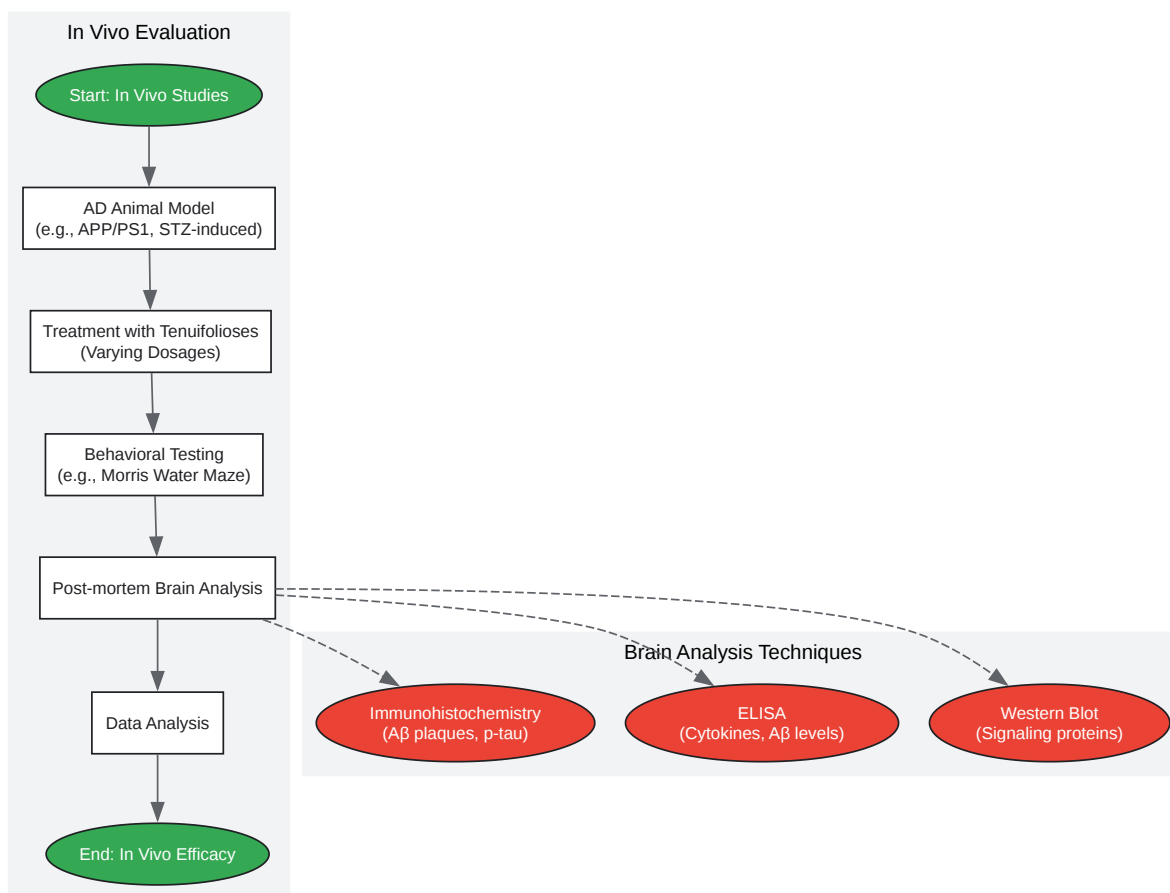 In Vivo Evaluation
Start: In Vivo Studies
AD Animal Model
(e.g., APP/PS1, STZ-induced)
Treatment with Tenuifolioses
(Varying Dosages)
Behavioral Testing
(e.g., Morris Water Maze)
Post-mortem Brain Analysis
Data Analysis
End: In Vivo Efficacy
Brain Analysis Techniques
Immunohistochemistry
(Aβ plaques, p-tau)
ELISA
(Cytokines, Aβ levels)
Western Blot
(Signaling proteins)